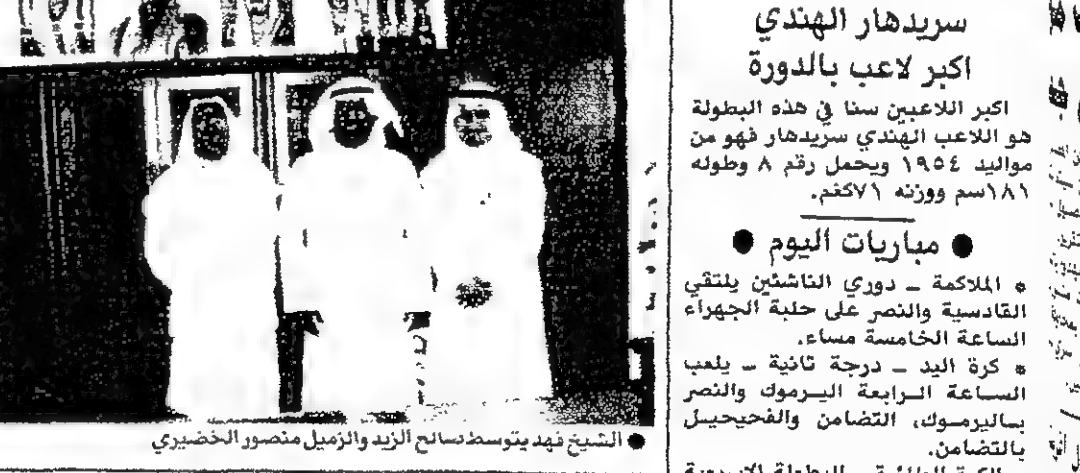 سريدهار الهندي
اكبر لاعب بالدورة
اكبر اللاعبين سنا في هذه البطولة
هو اللاعب الهندي سريدهار فهو من
مواليد ١٩٥٤ ويحمل رقم ٨ وطوله
١٨١سم ووزنه ٧١كغم.
● مباريات اليوم ●
* الملاكمة ـ دوري الناشئين يلتقي
القادسية والنصر على حلبة الجهراء
الساعة الخامسة مساء.
* كرة اليد ـ درجة ثانية ـ يلعب
الساعة الرابعة اليرموك والنصر
باليرموك، التضامن والفحيحيل
بالتضامن.
● الشيخ فهد يتوسط صالح الزيد والزميل منصور الخضيري